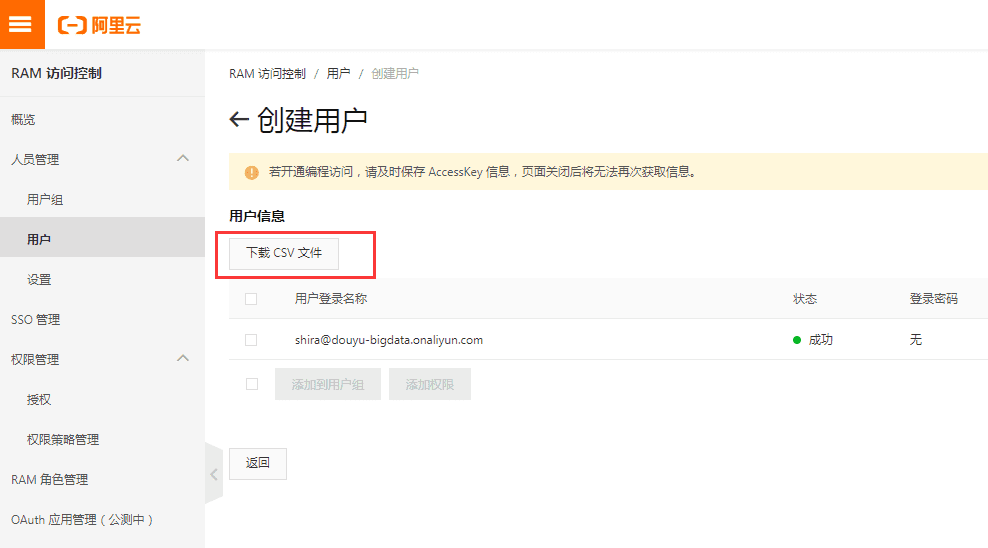 阿里云
RAM 访问控制
概览
人员管理
用户组
用户
设置
SSO 管理
权限管理
授权
权限策略管理
RAM 角色管理
OAuth 应用管理（公测中）
RAM 访问控制 / 用户 / 创建用户
← 创建用户
若开通编程访问，请及时保存 AccessKey 信息，页面关闭后将无法再次获取信息。
用户信息
下载 CSV 文件
用户登录名称 状态 登录密码
shira@douyu-bigdata.onaliyun.com 成功 无
添加到用户组 添加权限
返回